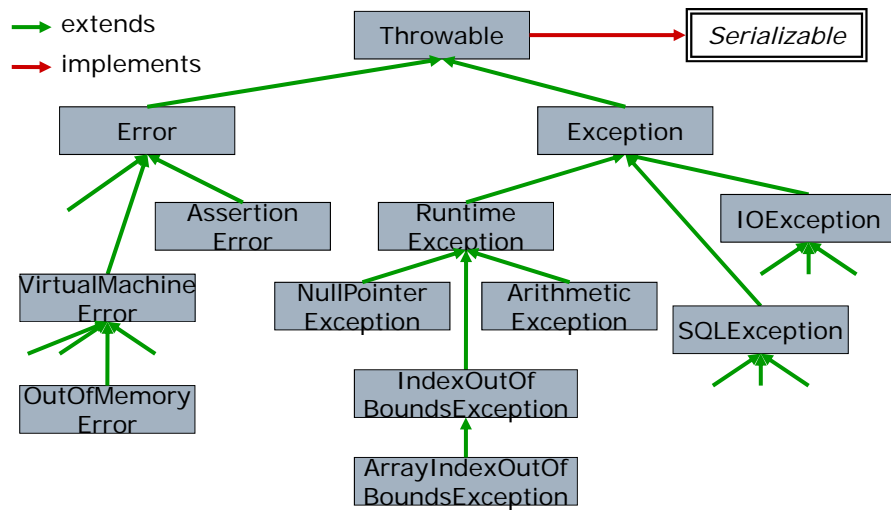 extends
Throwable
Serializable
implements
Error
Exception
Assertion
Error
Runtime
Exception
IOException
VirtualMachine
Error
NullPointer
Exception
Arithmetic
Exception
SQLException
OutOfMemory
Error
IndexOutOf
BoundsException
ArrayIndexOutOf
BoundsException